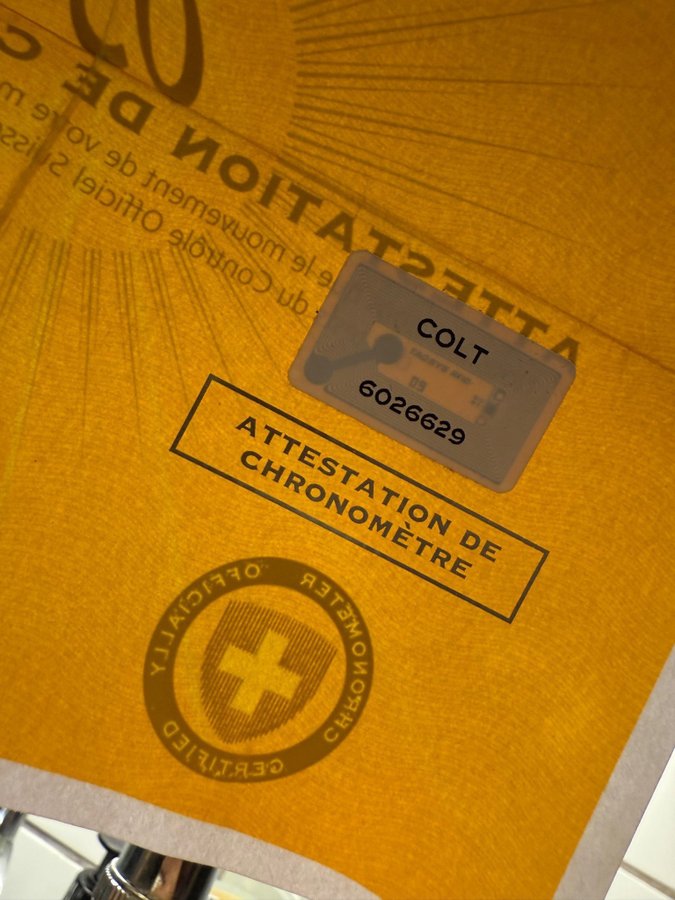 ATTESTATION DE C
e le mouvement de votre m
du Contrôle Officiel Suisse
COLT
6026629
ATTESTATION DE
CHRONOMÈTRE
"OFFICIALLY CERTIFIED CHRONOMETER